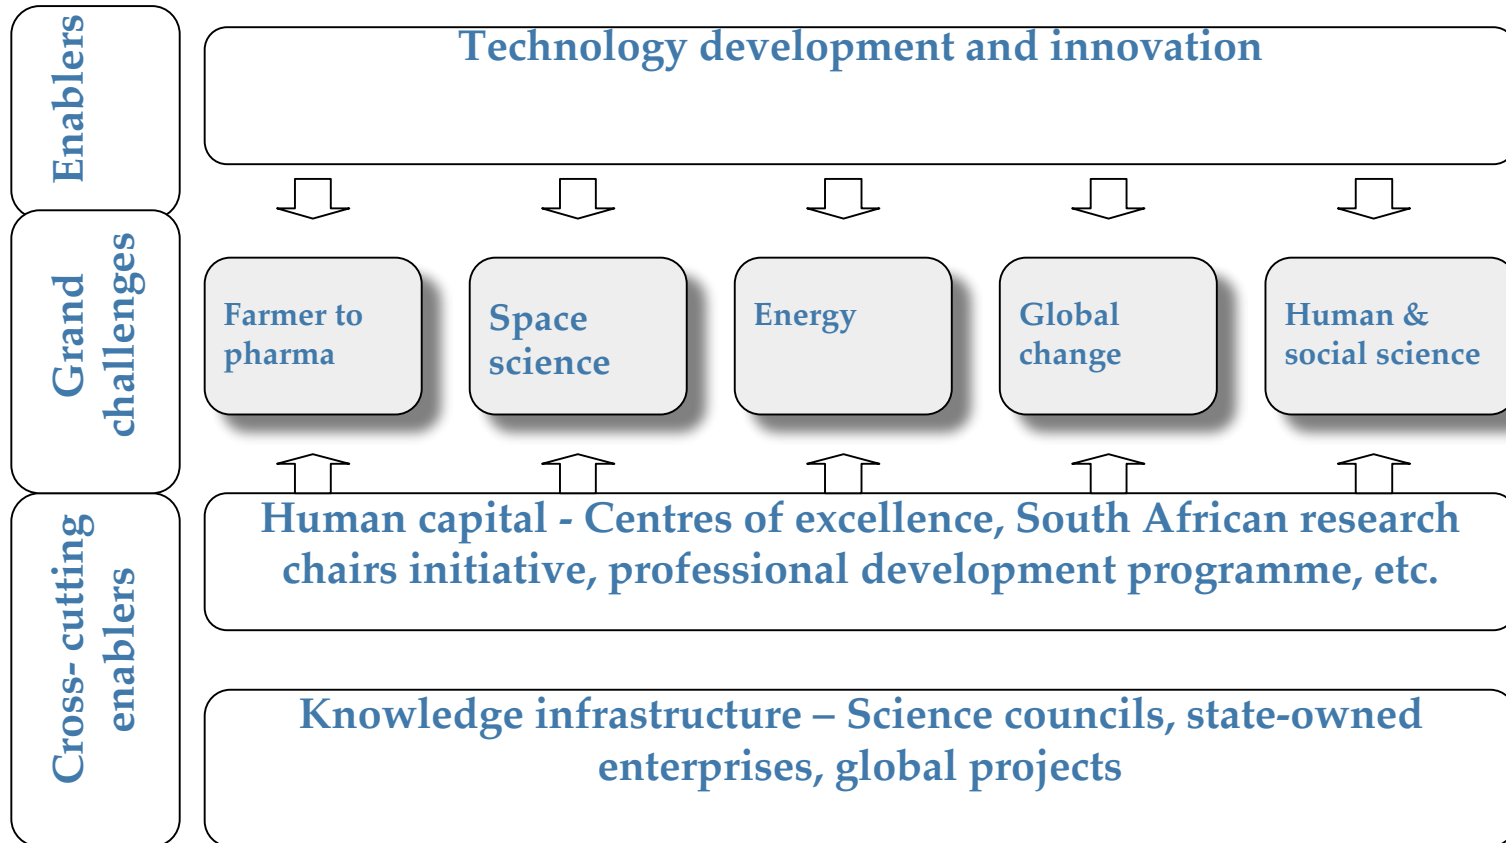 Enablers
Technology development and innovation
Grand
challenges
Farmer to
pharma
Space
science
Energy
Global
change
Human &
social science
Cross- cutting
enablers
Human capital - Centres of excellence, South African research
chairs initiative, professional development programme, etc.
Knowledge infrastructure – Science councils, state-owned
enterprises, global projects